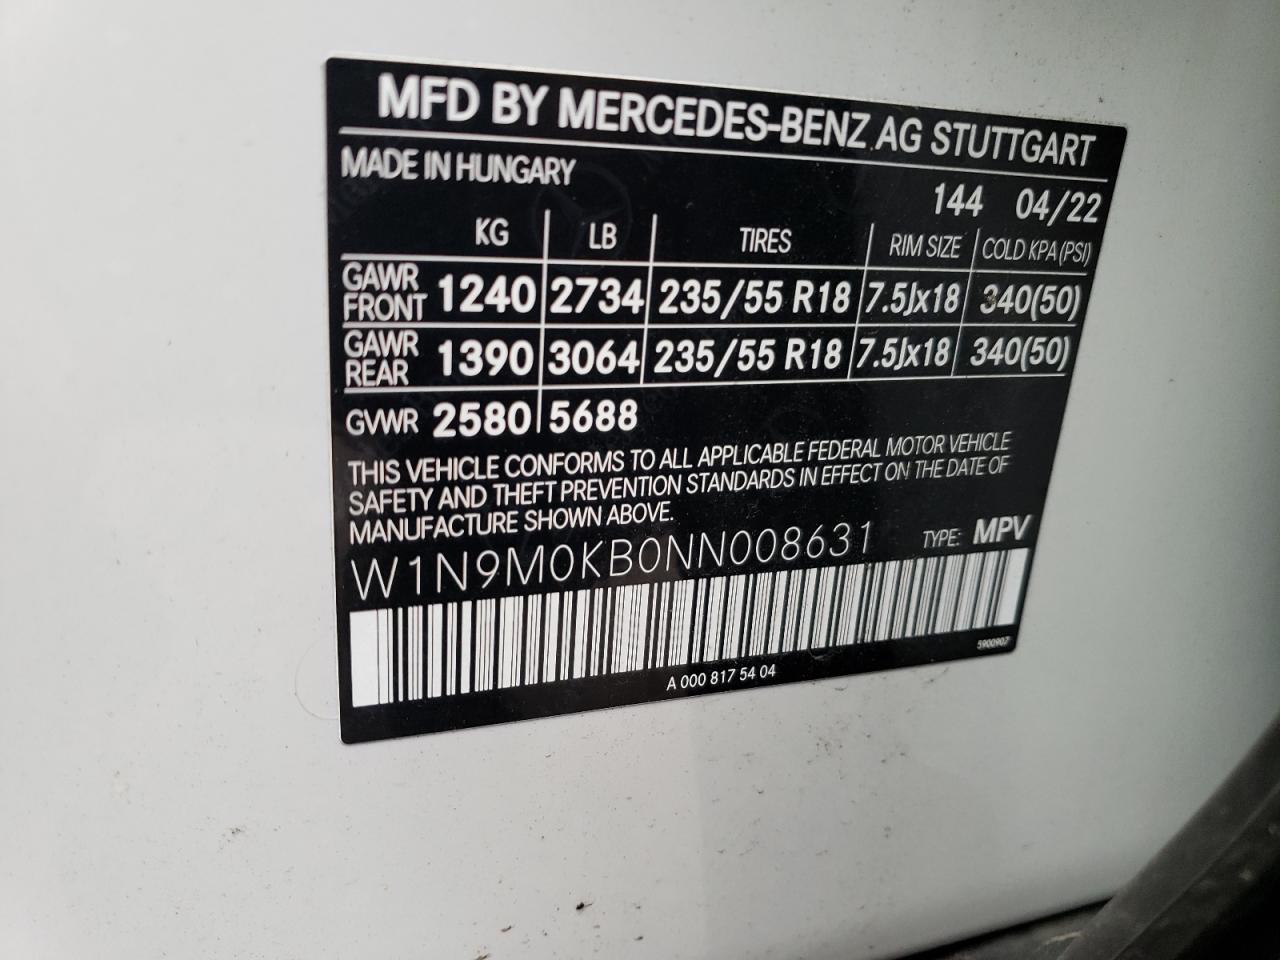 MFD BY MERCEDES-BENZ AG STUTTGART
MADE IN HUNGARY
144 04/22
KG LB TIRES RIM SIZE COLD KPA (PSI)
GAWR FRONT 1240 2734 235/55 R18 7.5Jx18 340(50)
GAWR REAR 1390 3064 235/55 R18 7.5Jx18 340(50)
GVWR 2580 5688
THIS VEHICLE CONFORMS TO ALL APPLICABLE FEDERAL MOTOR VEHICLE
SAFETY AND THEFT PREVENTION STANDARDS IN EFFECT ON THE DATE OF
MANUFACTURE SHOWN ABOVE.
W1N9M0KB0NN008631 TYPE: MPV
5900907
A 000 817 54 04